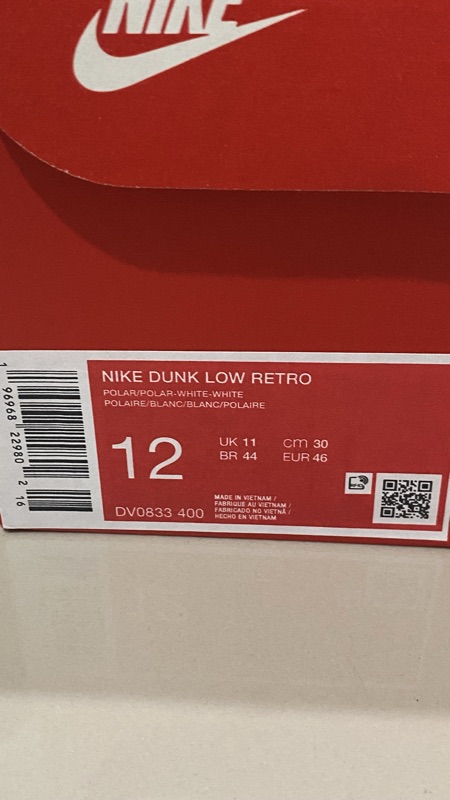 NIKE
NIKE DUNK LOW RETRO
POLAR/POLAR-WHITE-WHITE
POLAIRE/BLANC/BLANC/POLAIRE
12
UK 11 cm 30
BR 44 EUR 46
DV0833 400
MADE IN VIETNAM /
FABRIQUÉ AU VIETNAM /
FABRICADO NO VIETNÃ /
HECHO EN VIETNAM
1 96968 22980 2 16